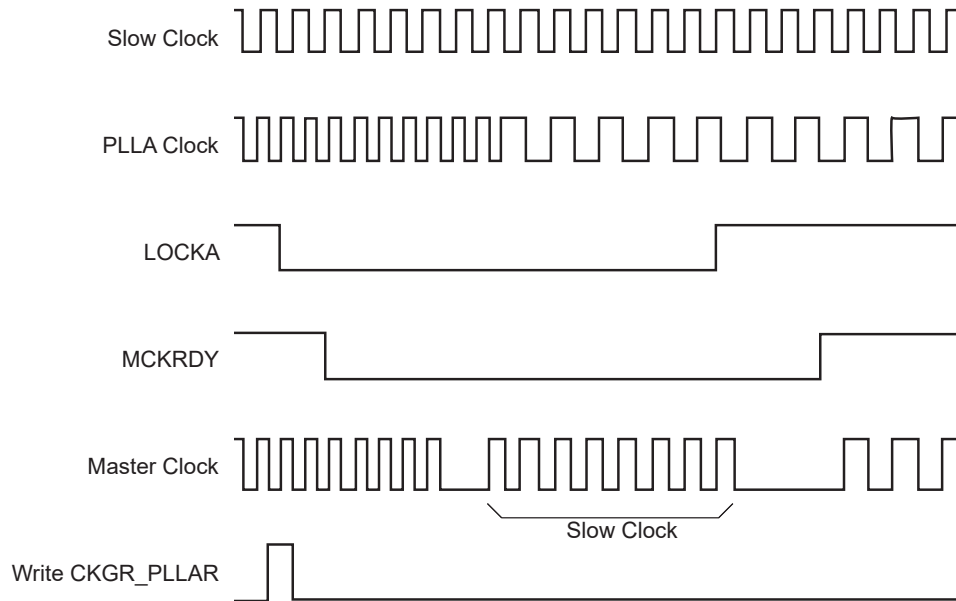 Slow Clock
PLLA Clock
LOCKA
MCKRDY
Master Clock
Slow Clock
Write CKGR_PLLAR